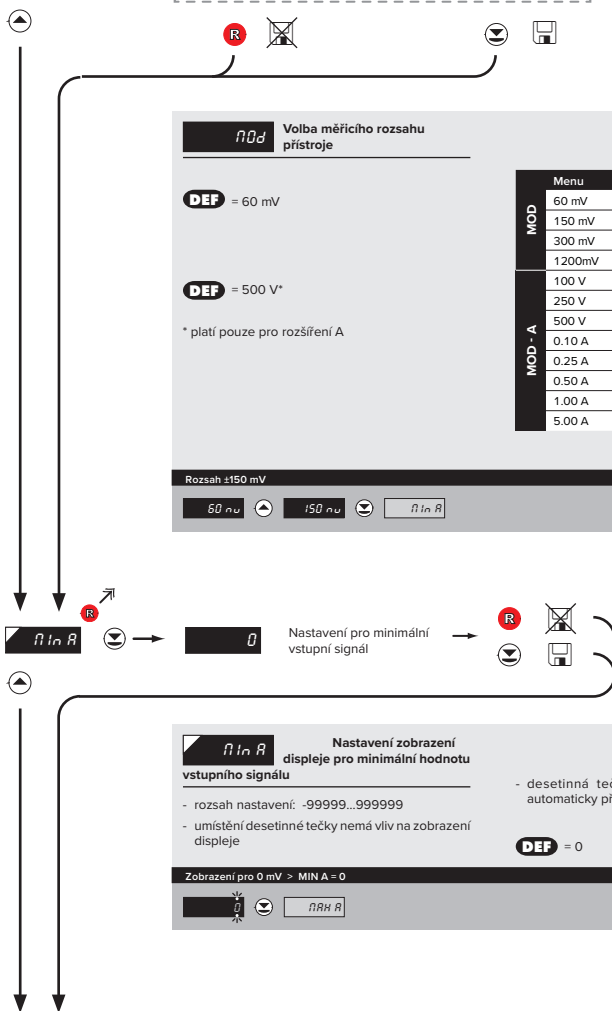 R
MOd
Volba měřicího rozsahu
přístroje
DEF = 60 mV
DEF = 500 V*
* platí pouze pro rozšíření A
MOD
Menu
60 mV
150 mV
300 mV
1200mV
MOD - A
100 V
250 V
500 V
0.10 A
0.25 A
0.50 A
1.00 A
5.00 A
Rozsah ±150 mV
60 mV 150 mV MIn A
R
MIn A 0
Nastavení pro minimální
vstupní signál
R
MIn A
Nastavení zobrazení
displeje pro minimální hodnotu
vstupního signálu
- rozsah nastavení: -99999...999999
- umístění desetinné tečky nemá vliv na zobrazení
displeje
- desetinná
automaticky
DEF = 0
Zobrazení pro 0 mV > MIN A = 0
0 MAX A